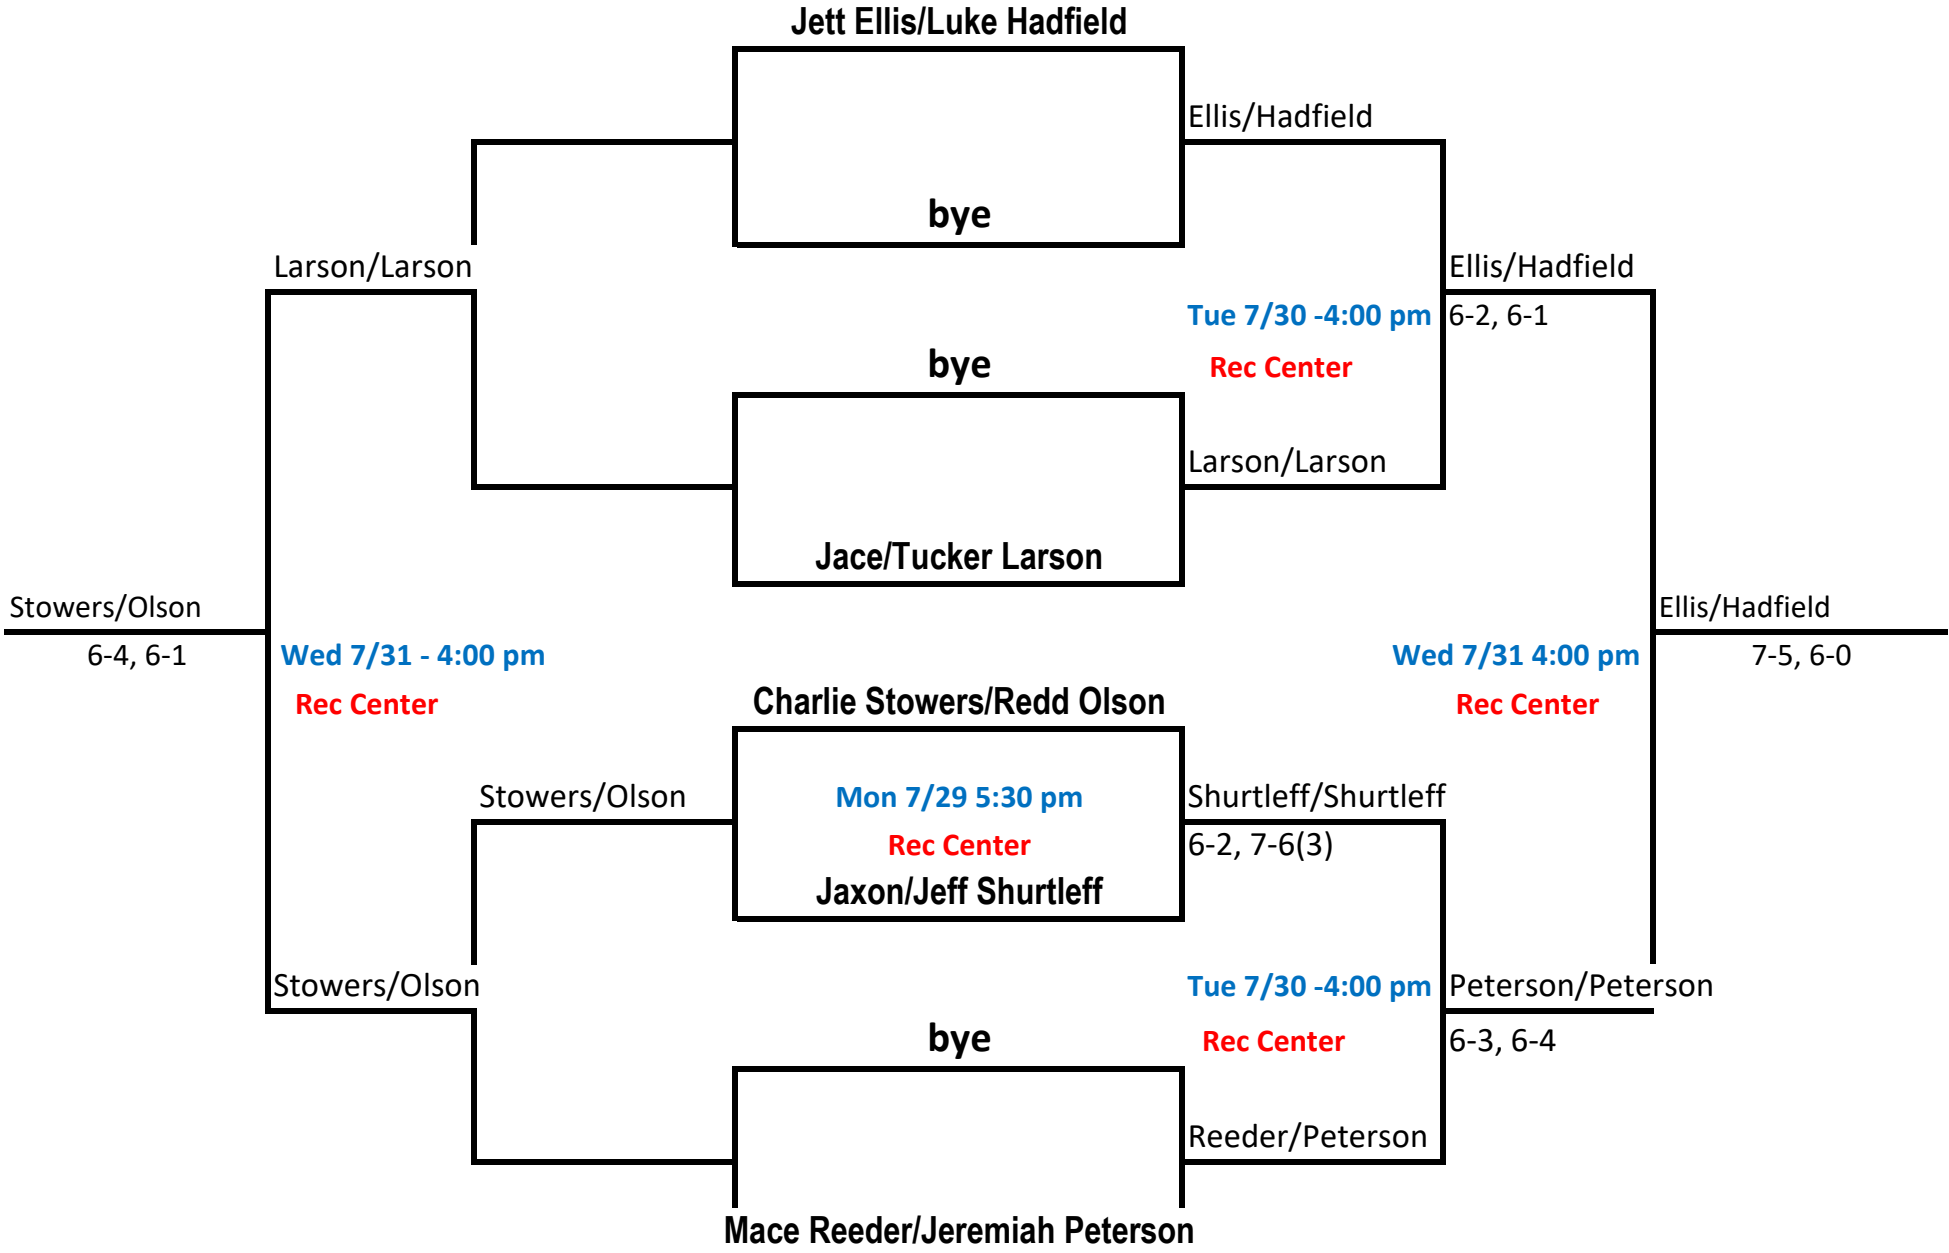 Jett Ellis/Luke Hadfield
Ellis/Hadfield
bye
Larson/Larson
Ellis/Hadfield
Tue 7/30 -4:00 pm
6-2, 6-1
bye
Rec Center
Larson/Larson
Jace/Tucker Larson
Stowers/Olson
Ellis/Hadfield
6-4, 6-1
Wed 7/31 - 4:00 pm
Wed 7/31 4:00 pm
7-5, 6-0
Rec Center
Charlie Stowers/Redd Olson
Rec Center
Stowers/Olson
Mon 7/29 5:30 pm
Shurtleff/Shurtleff
Rec Center
6-2, 7-6(3)
Jaxon/Jeff Shurtleff
Stowers/Olson
Tue 7/30 -4:00 pm
Peterson/Peterson
bye
Rec Center
6-3, 6-4
Reeder/Peterson
Mace Reeder/Jeremiah Peterson